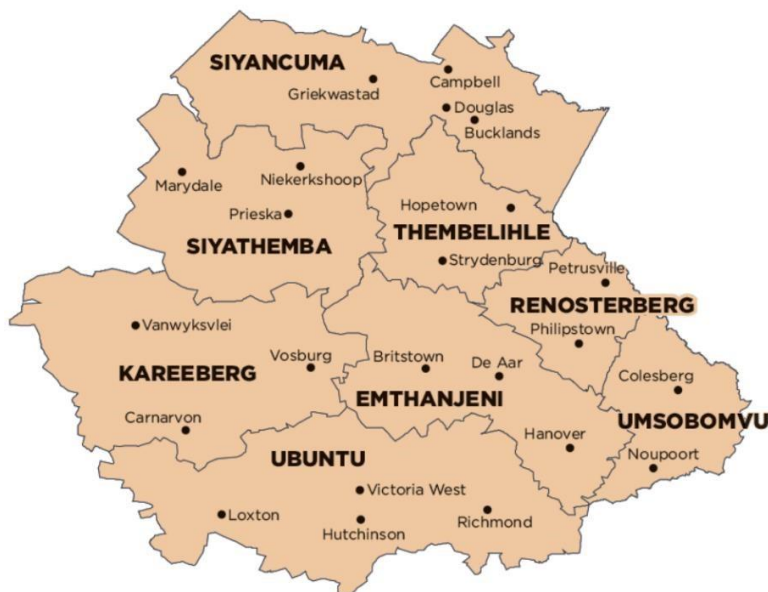 SIYANCUMA
Campbell
Griekwastad
Douglas
Bucklands
Marydale
Niekerkshoop
Prieska
SIYATHEMBA
Hopetown
THEMBELIHLE
Strydenburg
Petrusville
RENOSTERBERG
Philipstown
Vanwyksvlei
Vosburg
KAREEBERG
Carnarvon
Britstown
De Aar
EMTHANJENI
Hanover
Colesberg
UMSOBOMVU
Noupoort
UBUNTU
Victoria West
Loxton
Hutchinson
Richmond